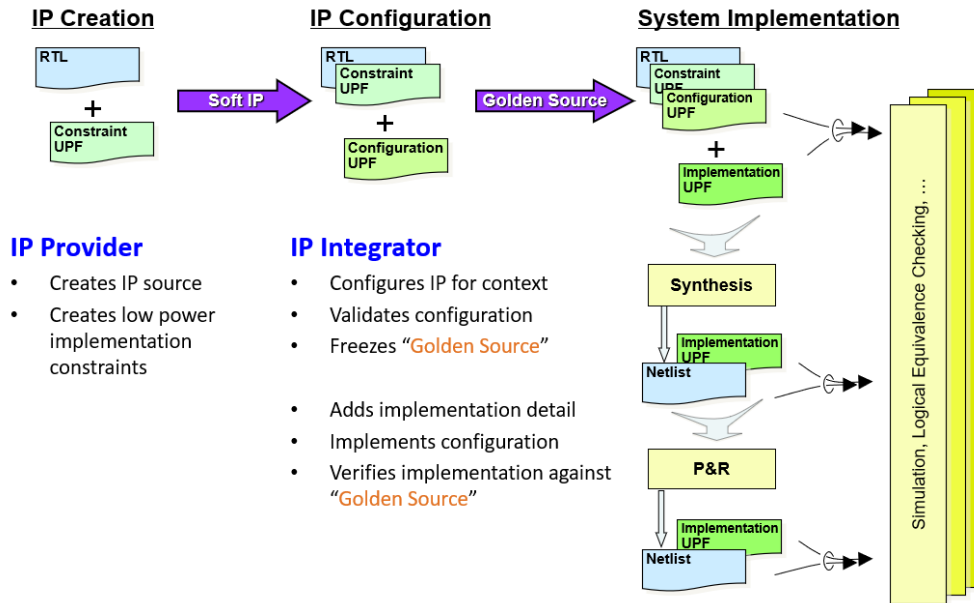 IP Creation
IP Configuration
System Implementation
RTL
+
Constraint
UPF
Soft IP
RTL
Constraint
UPF
+
Configuration
UPF
Golden Source
RTL
Constraint
UPF
Configuration
UPF
+
Implementation
UPF
IP Provider
• Creates IP source
• Creates low power
implementation
constraints
IP Integrator
• Configures IP for context
• Validates configuration
• Freezes “Golden Source”
• Adds implementation detail
• Implements configuration
• Verifies implementation against
“Golden Source”
Synthesis
Implementation
UPF
Netlist
P&R
Implementation
UPF
Netlist
Simulation, Logical Equivalence Checking, ...